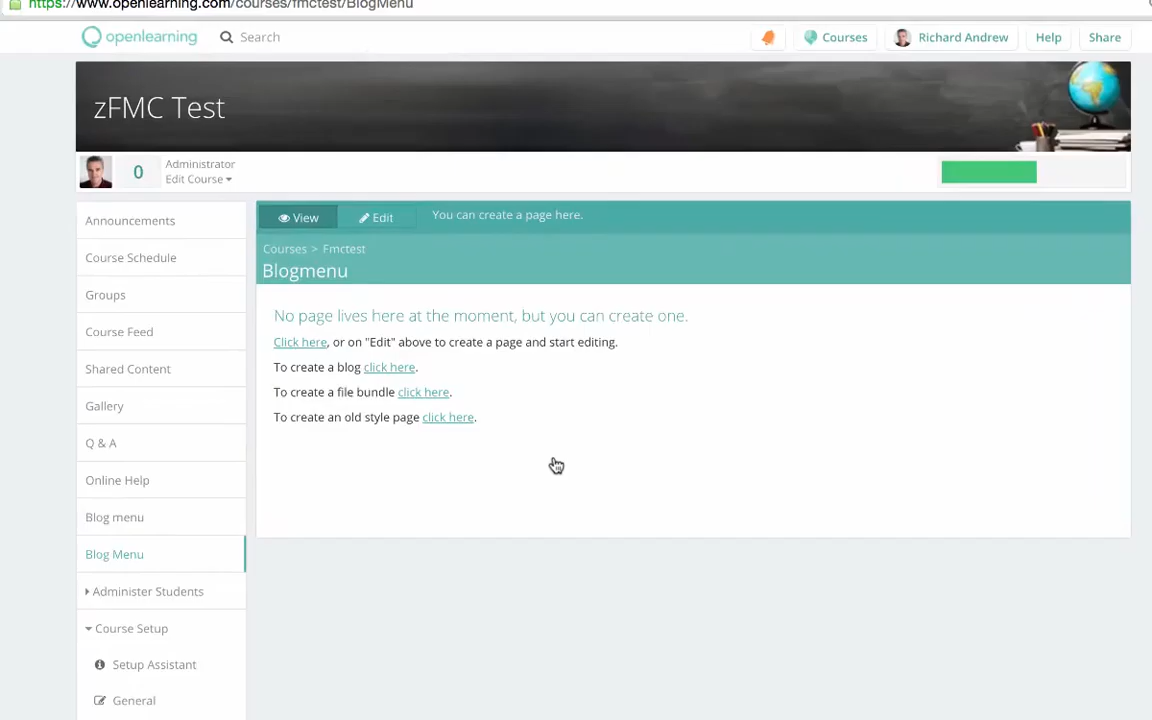 https://www.openlearning.com/courses/fmctest/BlogMenu
openlearning Search Courses Richard Andrew Help Share
zFMC Test
0
Administrator
Edit Course
Announcements
Course Schedule
Groups
Course Feed
Shared Content
Gallery
Q & A
Online Help
Blog menu
Blog Menu
Administer Students
Course Setup
Setup Assistant
General
View Edit You can create a page here.
Courses > Fmctest
Blogmenu
No page lives here at the moment, but you can create one.
Click here, or on "Edit" above to create a page and start editing.
To create a blog click here.
To create a file bundle click here.
To create an old style page click here.